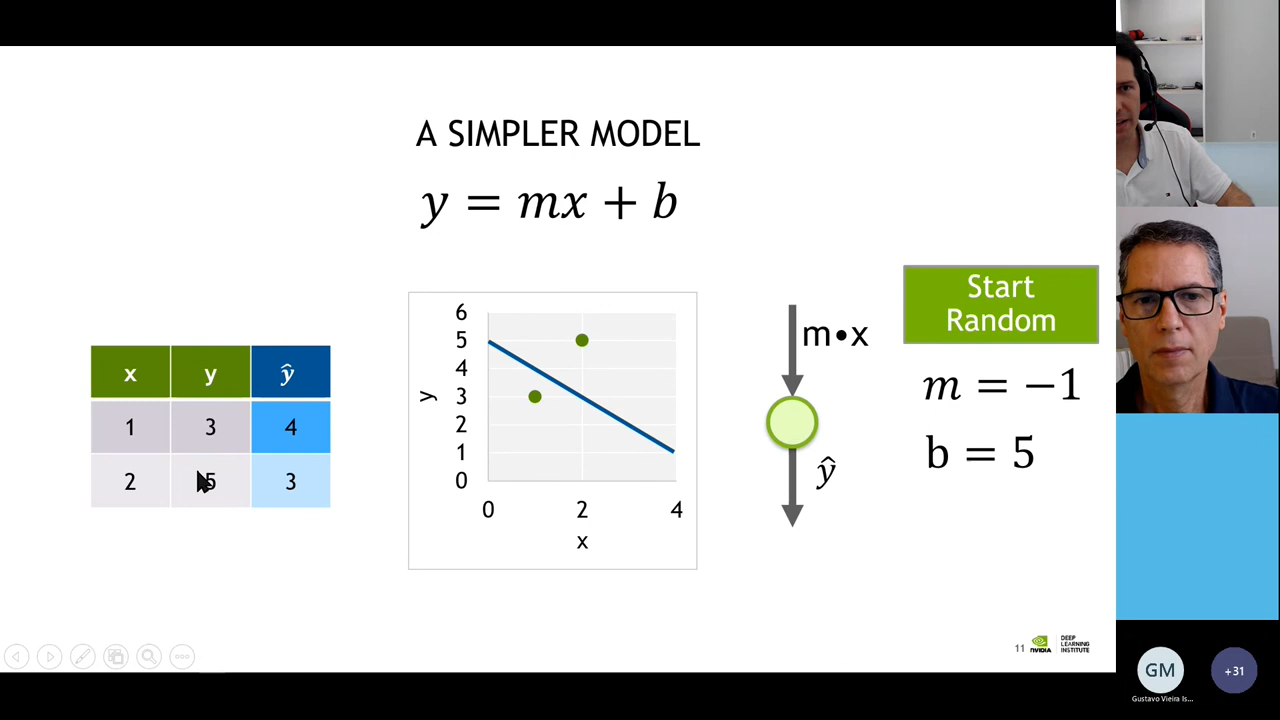 A SIMPLER MODEL
y = mx + b
x y ŷ
1 3 4
2 5 3
6
5
4
3
2
1
0
y
0 2 4
x
m•x
ŷ
Start
Random
m = −1
b = 5
11 NVIDIA DEEP LEARNING INSTITUTE
GM
Gustavo Vieira Is...
+31